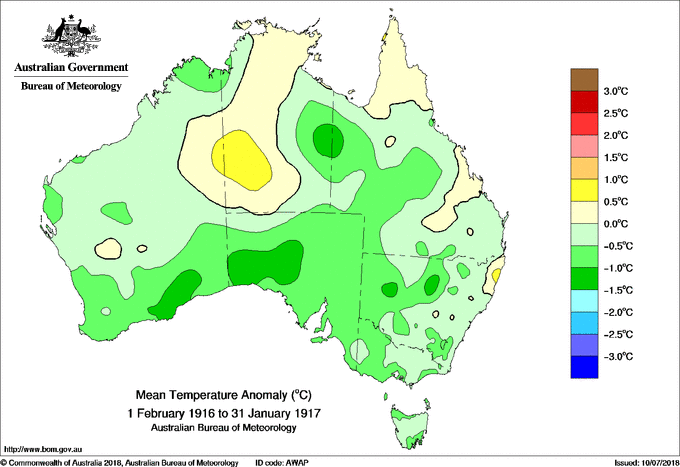 Australian Government
Bureau of Meteorology
3.0°C
2.5°C
2.0°C
1.5°C
1.0°C
0.5°C
0.0°C
−0.5°C
−1.0°C
−1.5°C
−2.0°C
−2.5°C
−3.0°C
Mean Temperature Anomaly (°C)
1 February 1916 to 31 January 1917
Australian Bureau of Meteorology
http://www.bom.gov.au
© Commonwealth of Australia 2018, Australian Bureau of Meteorology ID code: AWAP Issued: 10/07/2018